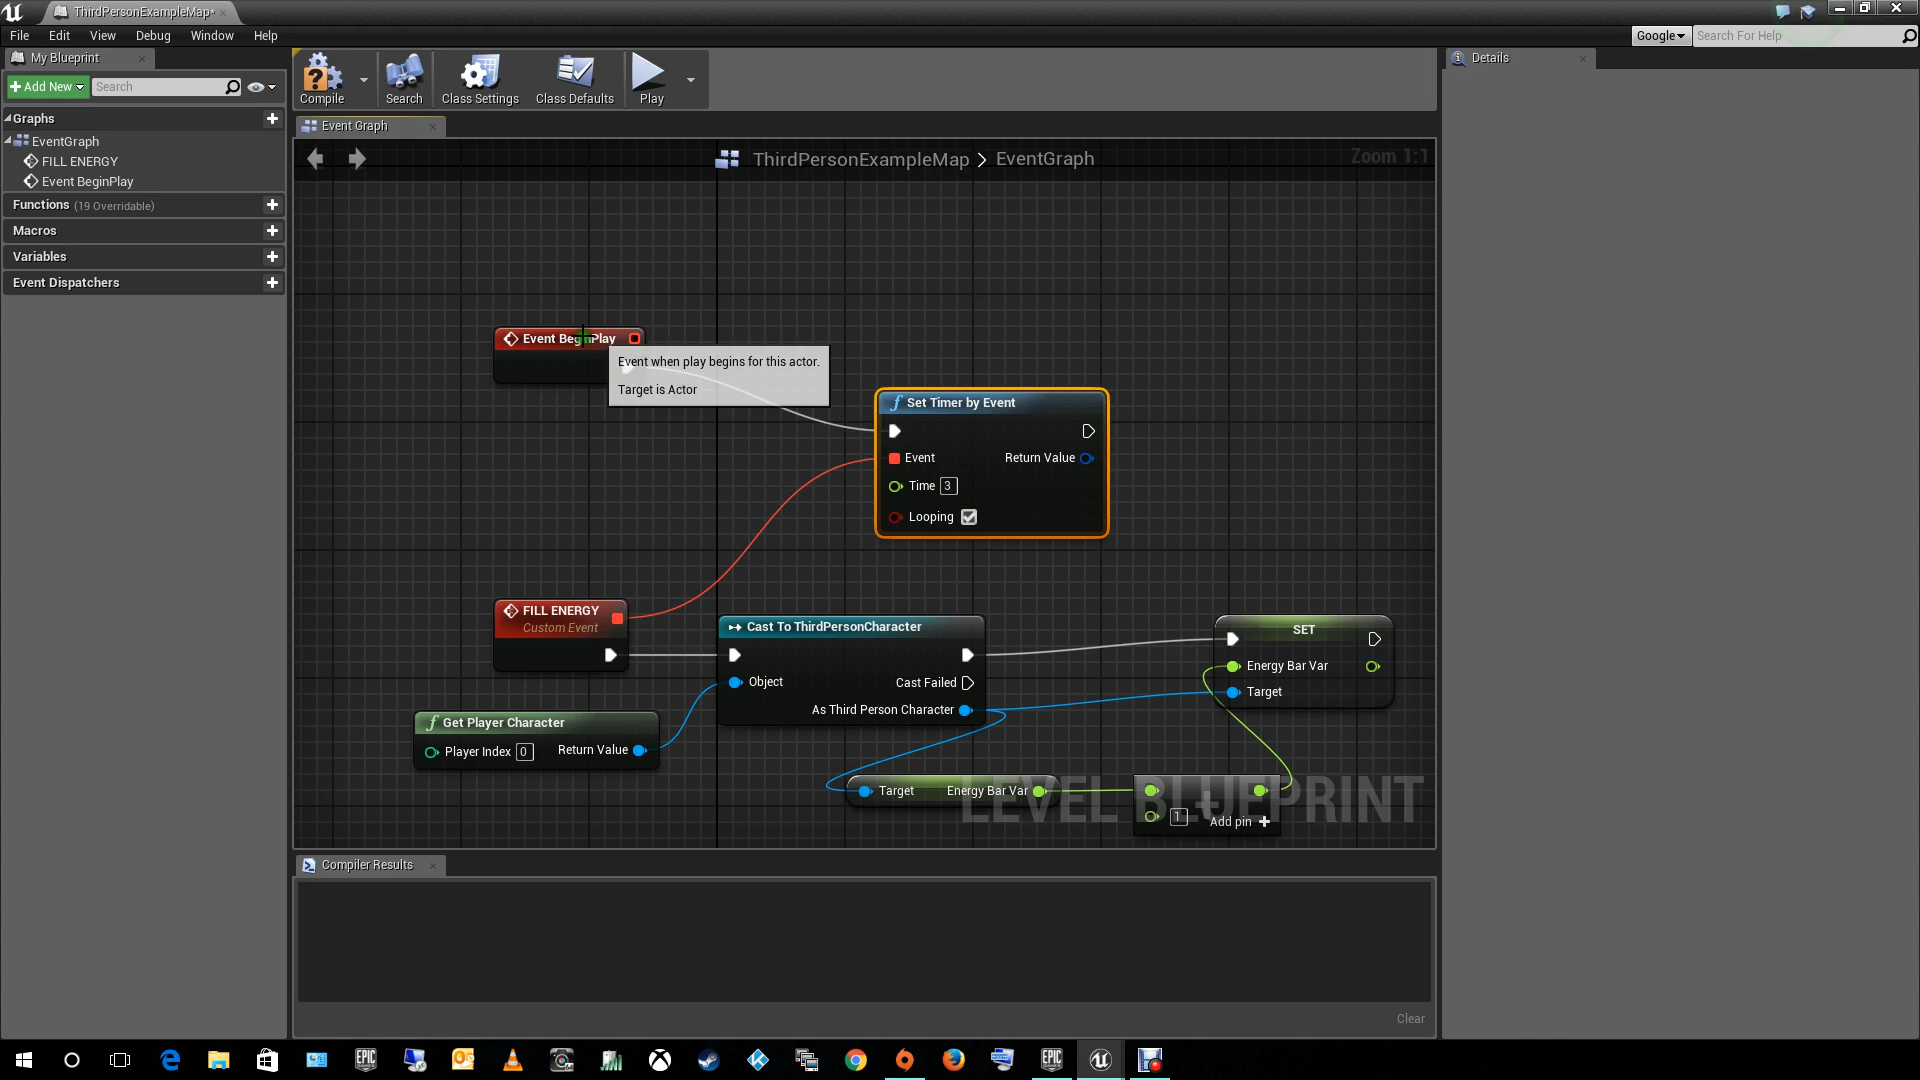 ThirdPersonExampleMap*
File Edit View Debug Window Help
Google Search For Help
My Blueprint
Add New Search
Graphs
EventGraph
FILL ENERGY
Event BeginPlay
Functions (19 Overridable)
Macros
Variables
Event Dispatchers
Compile Search Class Settings Class Defaults Play
Event Graph
ThirdPersonExampleMap > EventGraph
Zoom 1:1
Event BeginPlay
Event when play begins for this actor.
Target is Actor
Set Timer by Event
Event Return Value
Time 3
Looping
FILL ENERGY
Custom Event
Cast To ThirdPersonCharacter
Object Cast Failed
As Third Person Character
SET
Energy Bar Var
Target
Get Player Character
Player Index 0 Return Value
Target Energy Bar Var
1 Add pin +
LEVEL BLUEPRINT
Compiler Results
Clear
Details
EPIC
EPIC